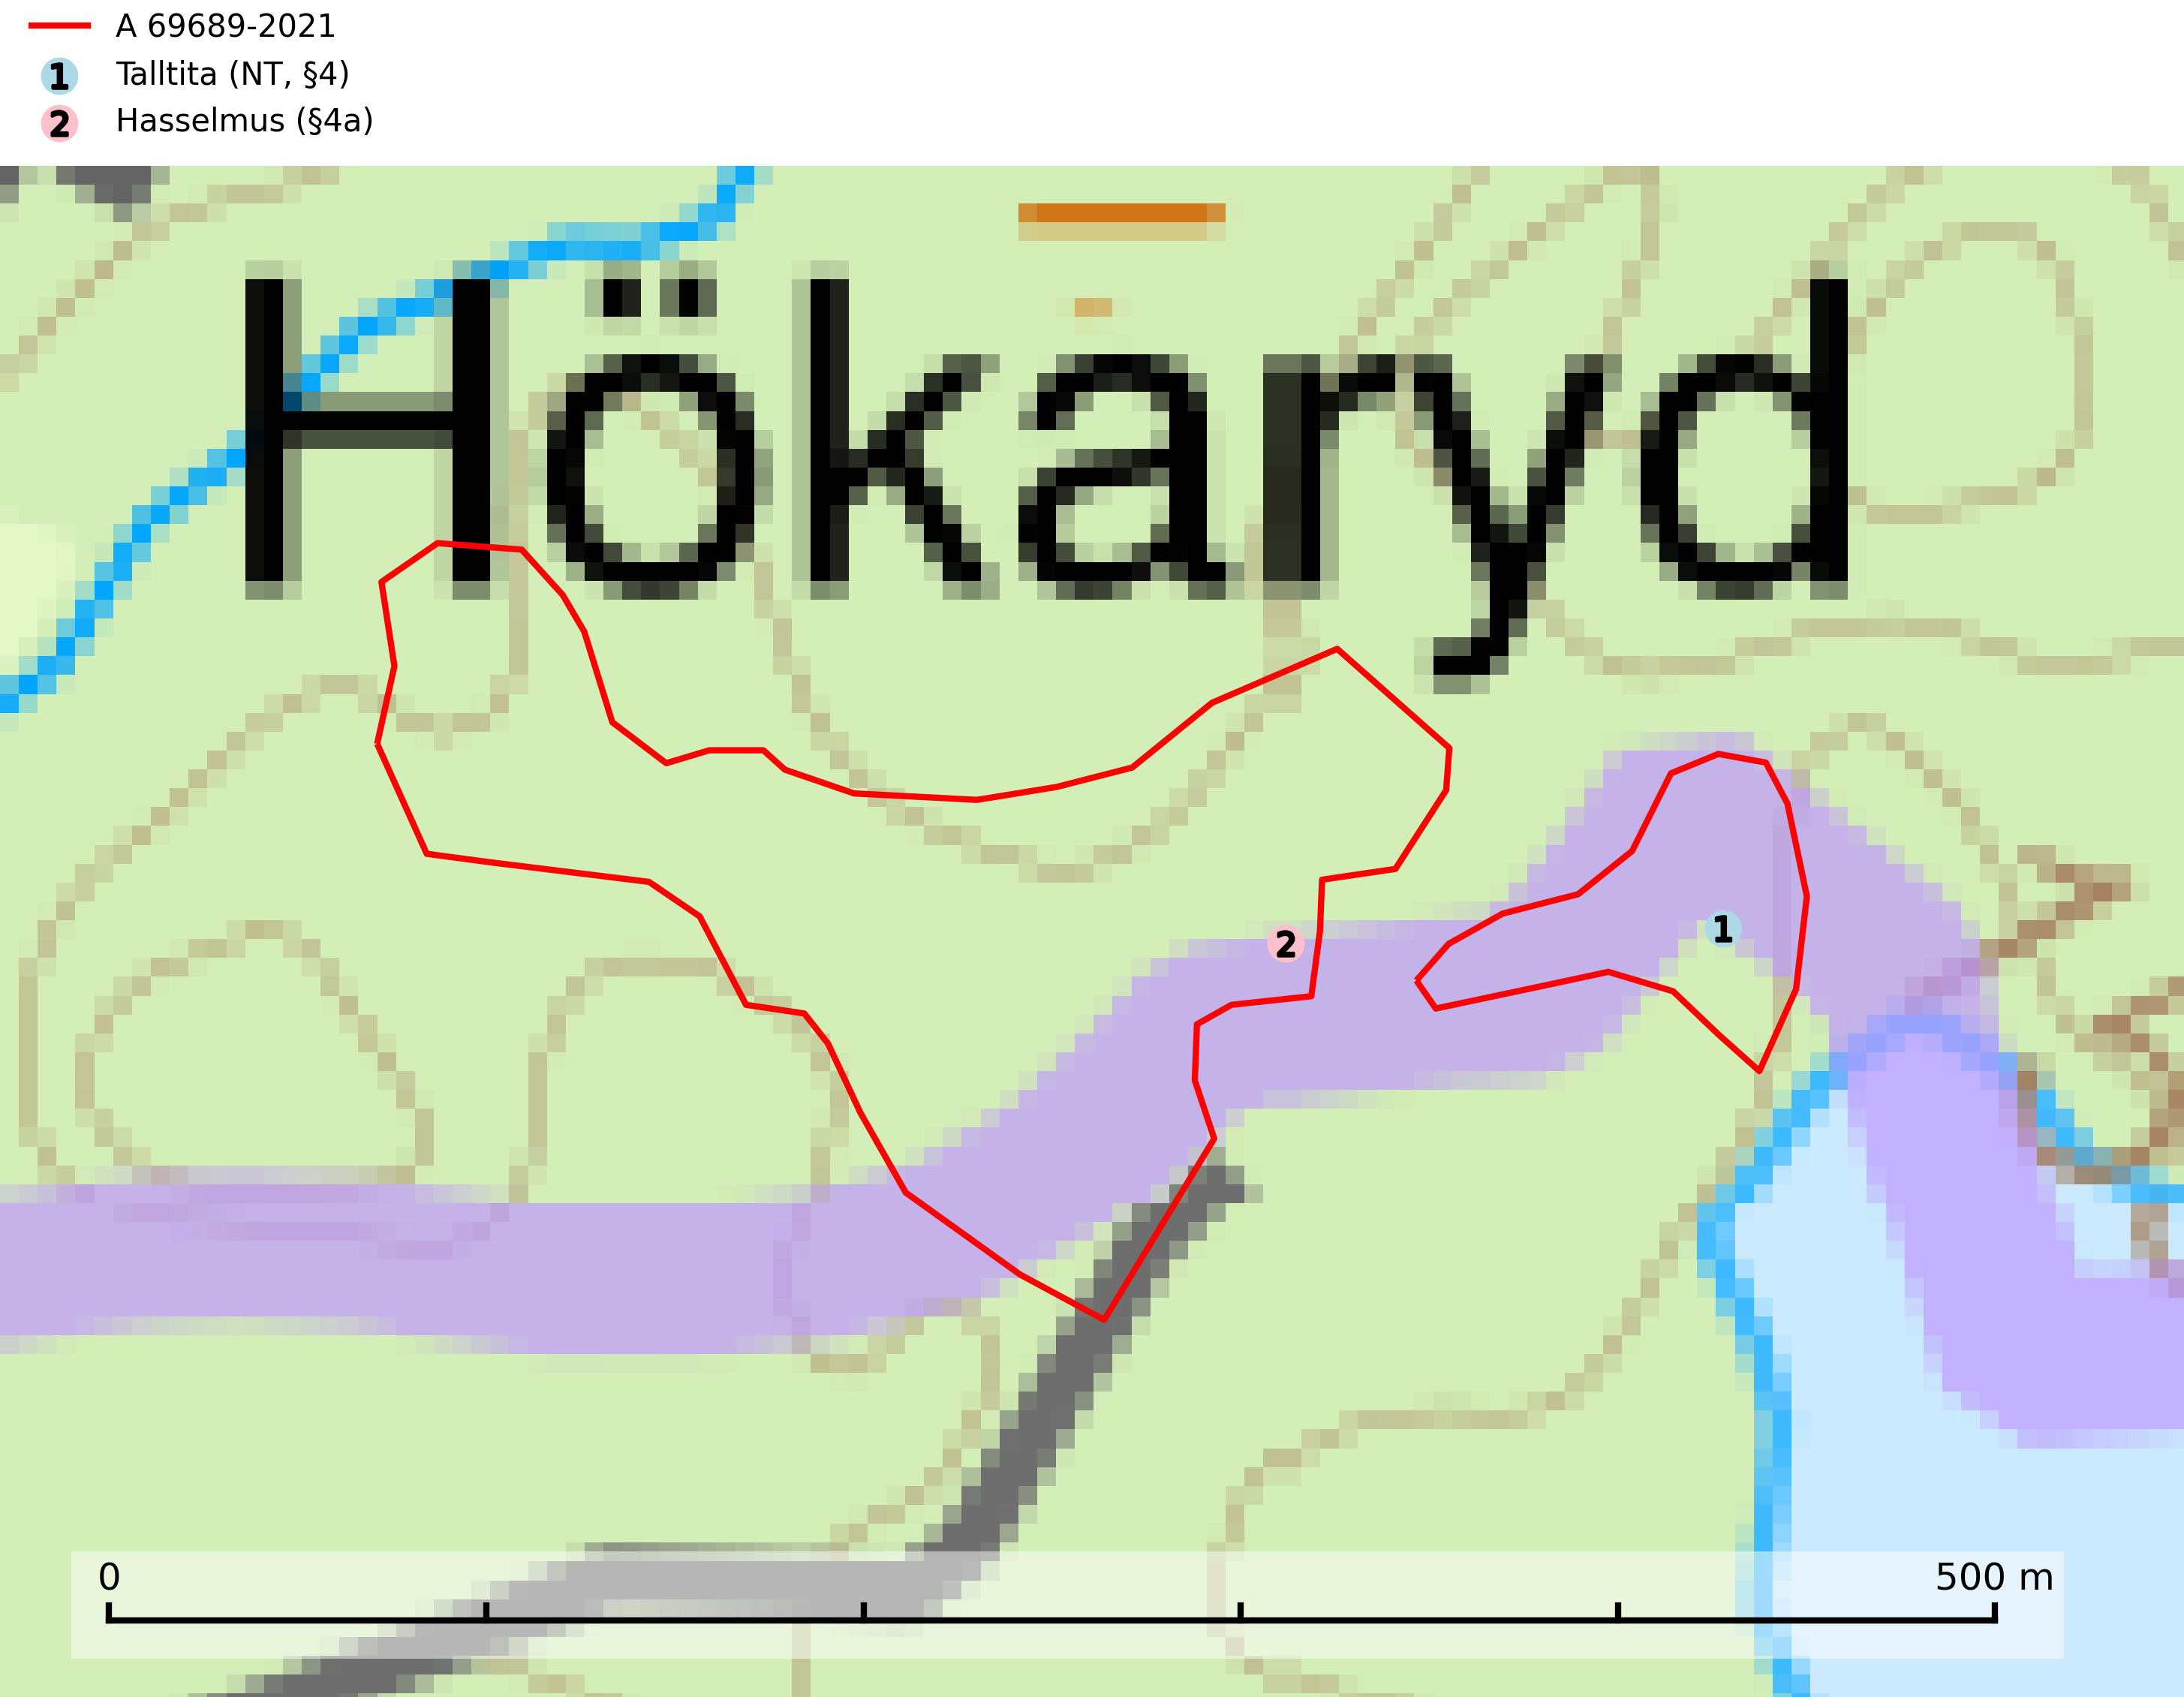 A 69689-2021
1 Talltita (NT, §4)
2 Hasselmus (§4a)
Hökaryd
1
2
0 500 m